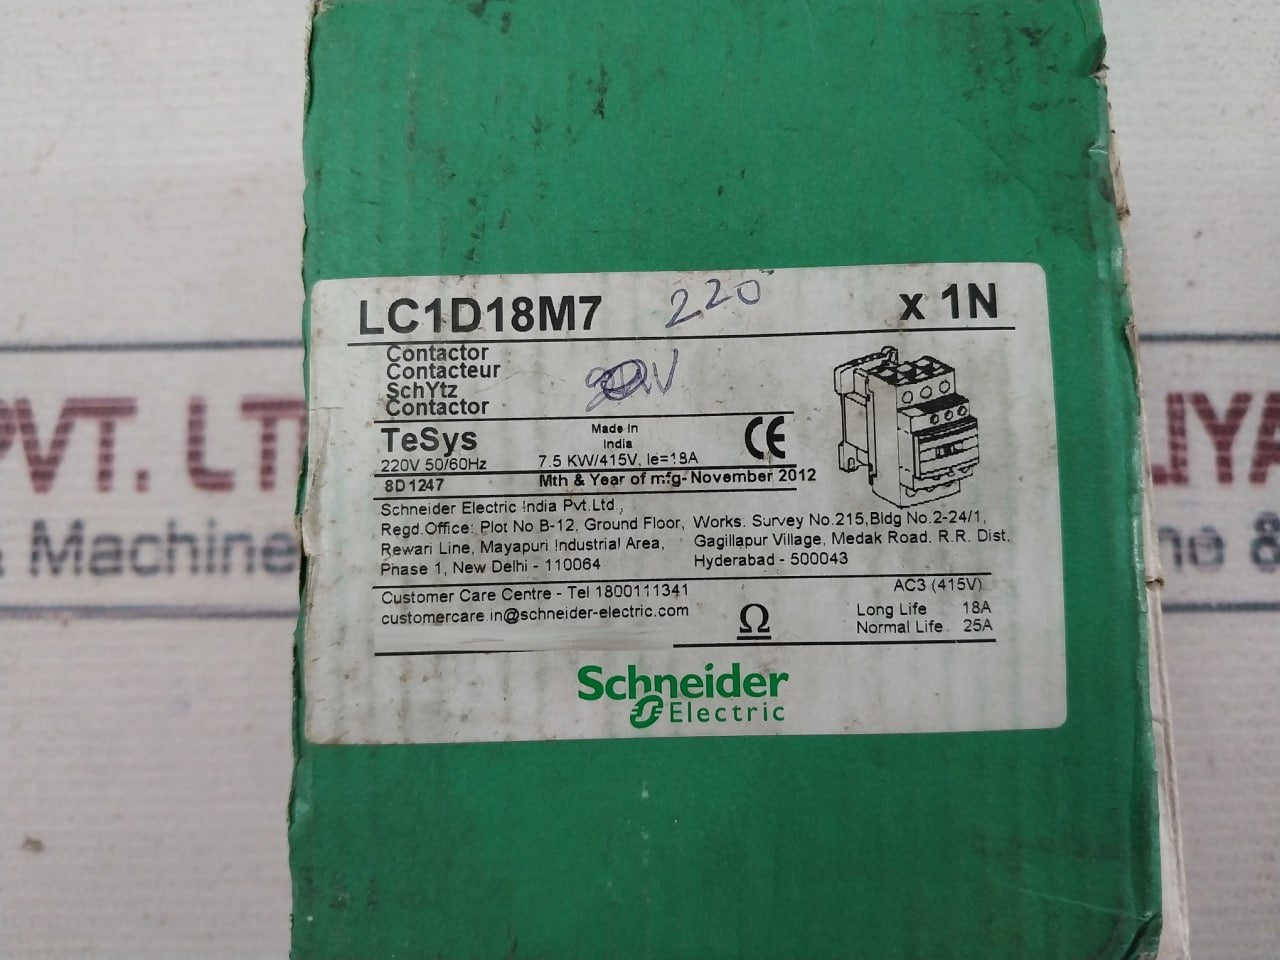 LC1D18M7 220 x 1N
Contactor
Contacteur
SchYtz
Contactor
TeSys
Made in
India
220V 50/60Hz 7.5 KW/415V, Ie=18A
8D1247 Mth & Year of mfg- November 2012
Schneider Electric India Pvt.Ltd.,
Regd.Office: Plot No B-12, Ground Floor, Works: Survey No.215,Bldg No.2-24/1,
Rewari Line, Mayapuri Industrial Area, Gagillapur Village, Medak Road. R.R. Dist,
Phase 1, New Delhi - 110064 Hyderabad - 500043
Customer Care Centre - Tel 1800111341 AC3 (415V)
customercare.in@schneider-electric.com Ω Long Life 18A
Normal Life 25A
Schneider
Electric
CE
PVT. LT LIYA
& Machine ne &